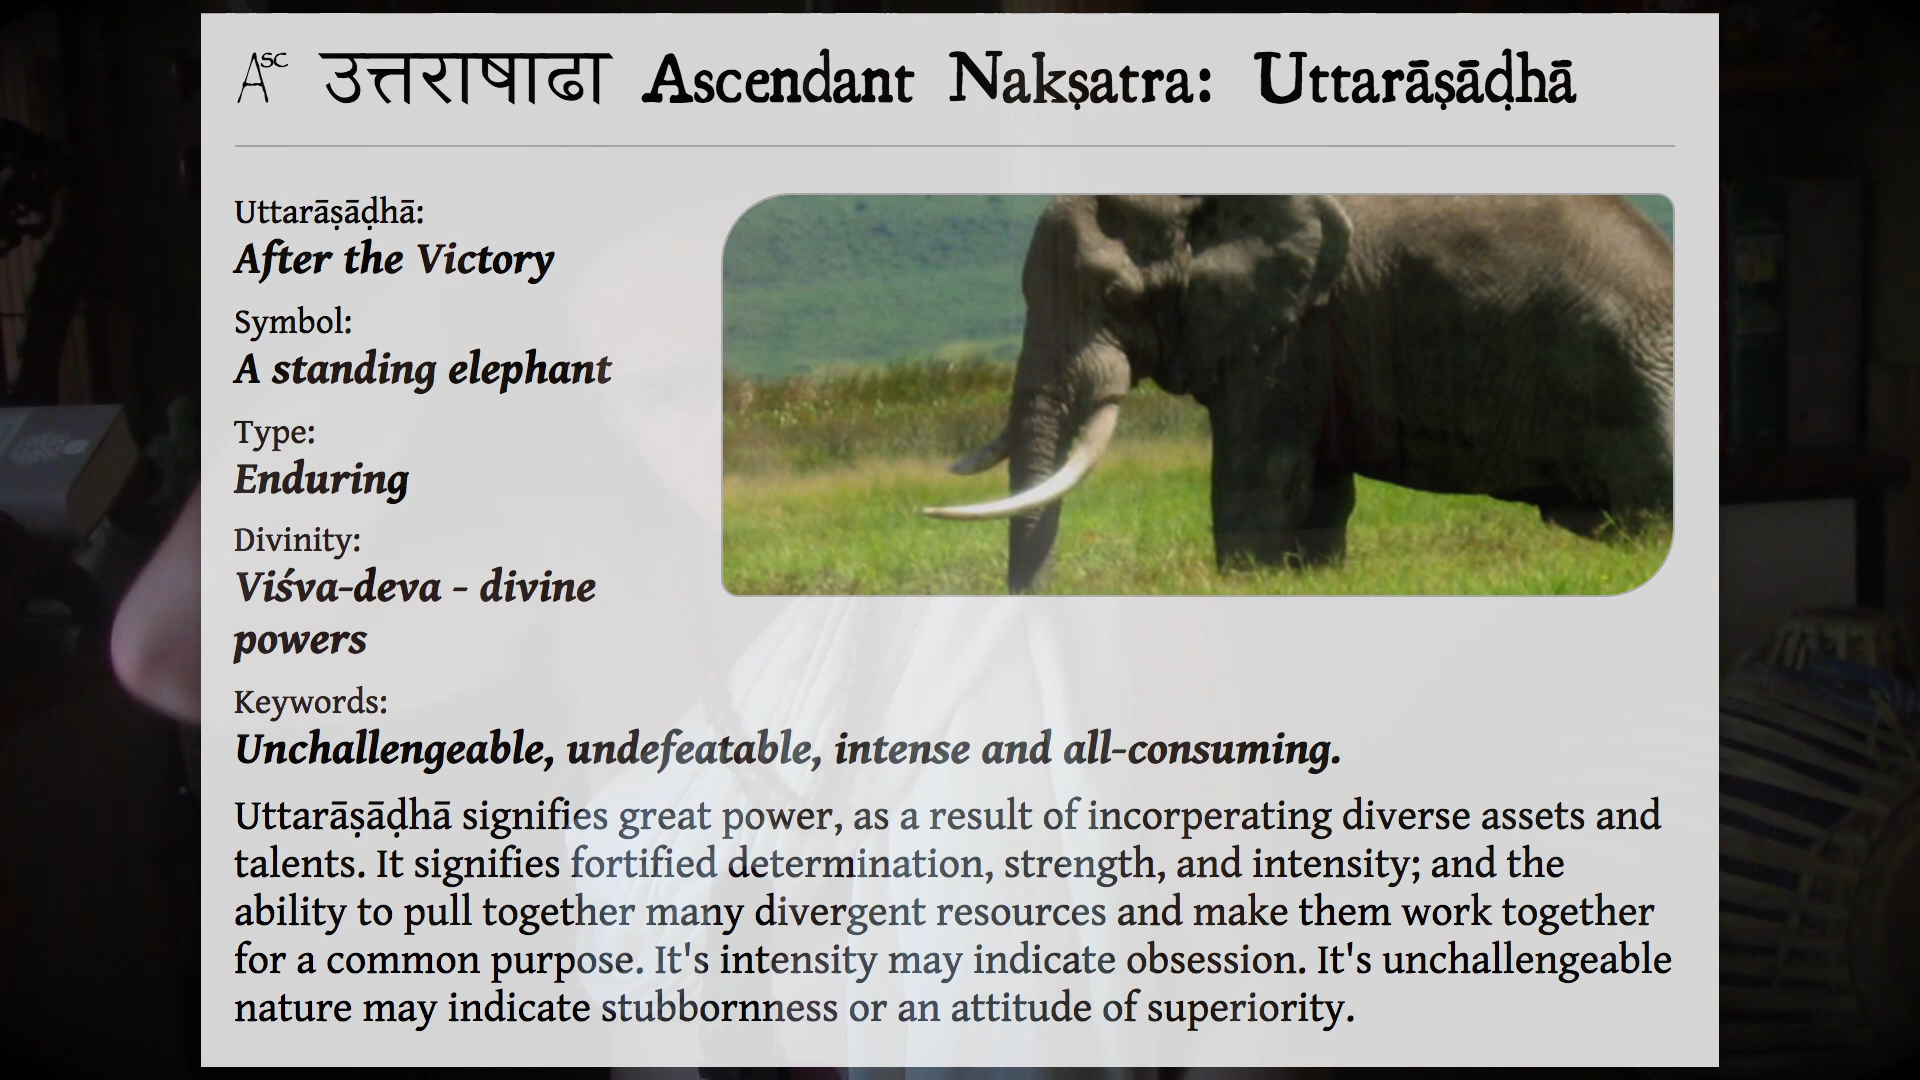 Asc उत्तराषाढा Ascendant Nakṣatra: Uttarāṣāḍhā
Uttarāṣāḍhā:
After the Victory
Symbol:
A standing elephant
Type:
Enduring
Divinity:
Viśva-deva - divine
powers
Keywords:
Unchallengeable, undefeatable, intense and all-consuming.
Uttarāṣāḍhā signifies great power, as a result of incorperating diverse assets and
talents. It signifies fortified determination, strength, and intensity; and the
ability to pull together many divergent resources and make them work together
for a common purpose. It's intensity may indicate obsession. It's unchallengeable
nature may indicate stubbornness or an attitude of superiority.